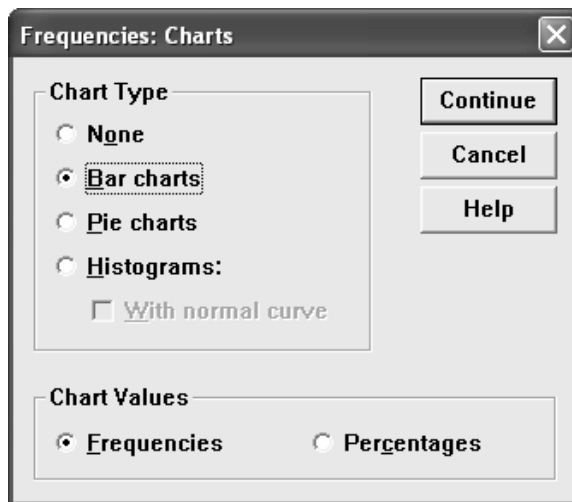 Frequencies: Charts
Chart Type
None
Bar charts
Pie charts
Histograms:
With normal curve
Continue
Cancel
Help
Chart Values
Frequencies
Percentages